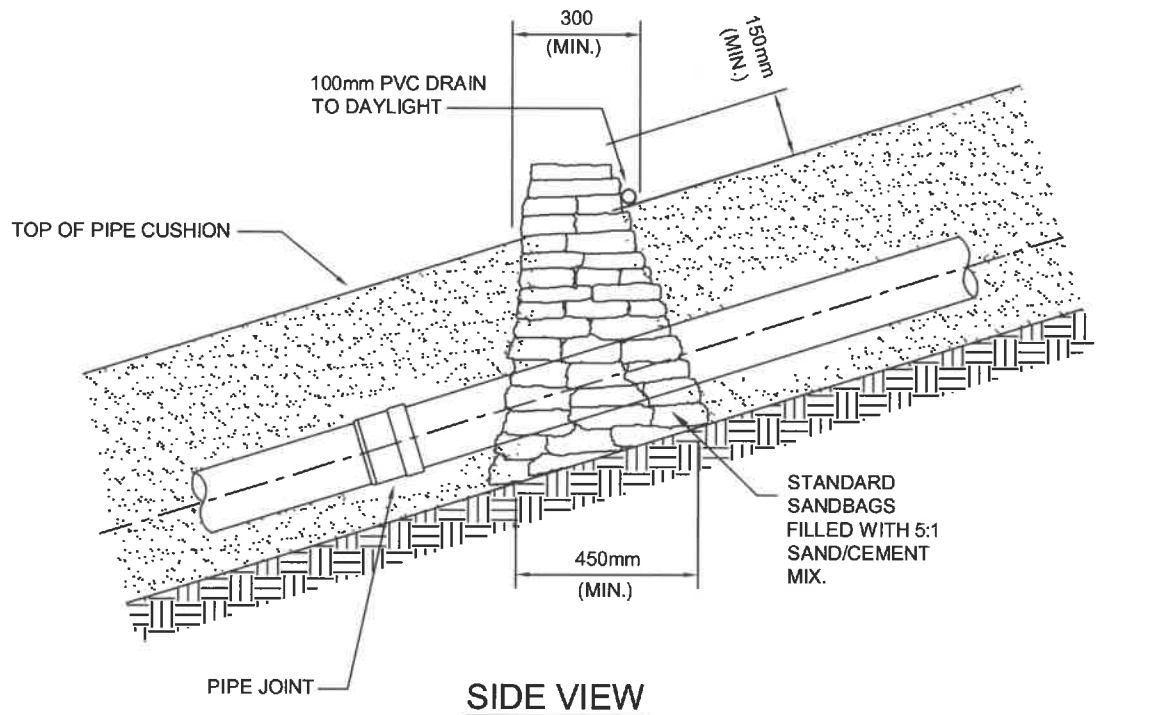 300
(MIN.)
150mm
(MIN.)
100mm PVC DRAIN
TO DAYLIGHT
TOP OF PIPE CUSHION
STANDARD
SANDBAGS
FILLED WITH 5:1
SAND/CEMENT
MIX.
450mm
(MIN.)
PIPE JOINT
SIDE VIEW